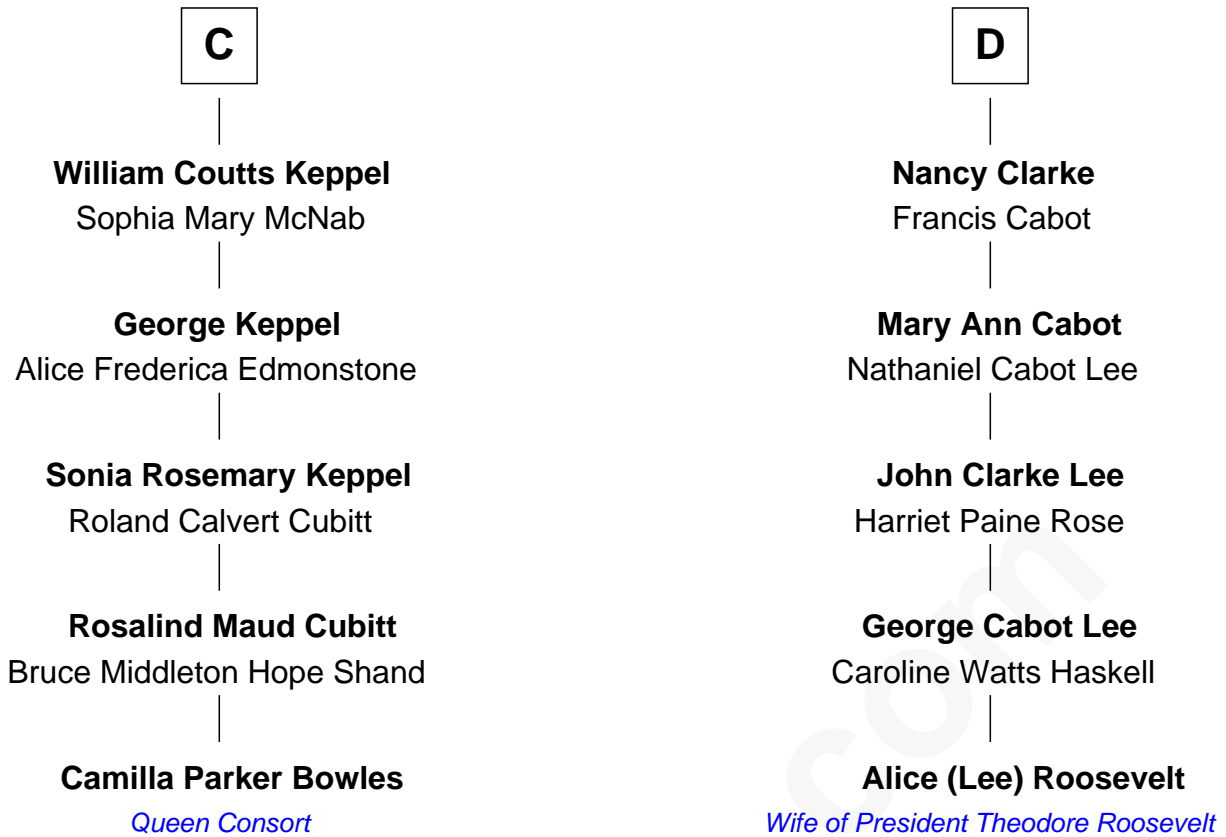 C
William Coutts Keppel
Sophia Mary McNab
George Keppel
Alice Frederica Edmonstone
Sonia Rosemary Keppel
Roland Calvert Cubitt
Rosalind Maud Cubitt
Bruce Middleton Hope Shand
Camilla Parker Bowles
Queen Consort
D
Nancy Clarke
Francis Cabot
Mary Ann Cabot
Nathaniel Cabot Lee
John Clarke Lee
Harriet Paine Rose
George Cabot Lee
Caroline Watts Haskell
Alice (Lee) Roosevelt
Wife of President Theodore Roosevelt
com